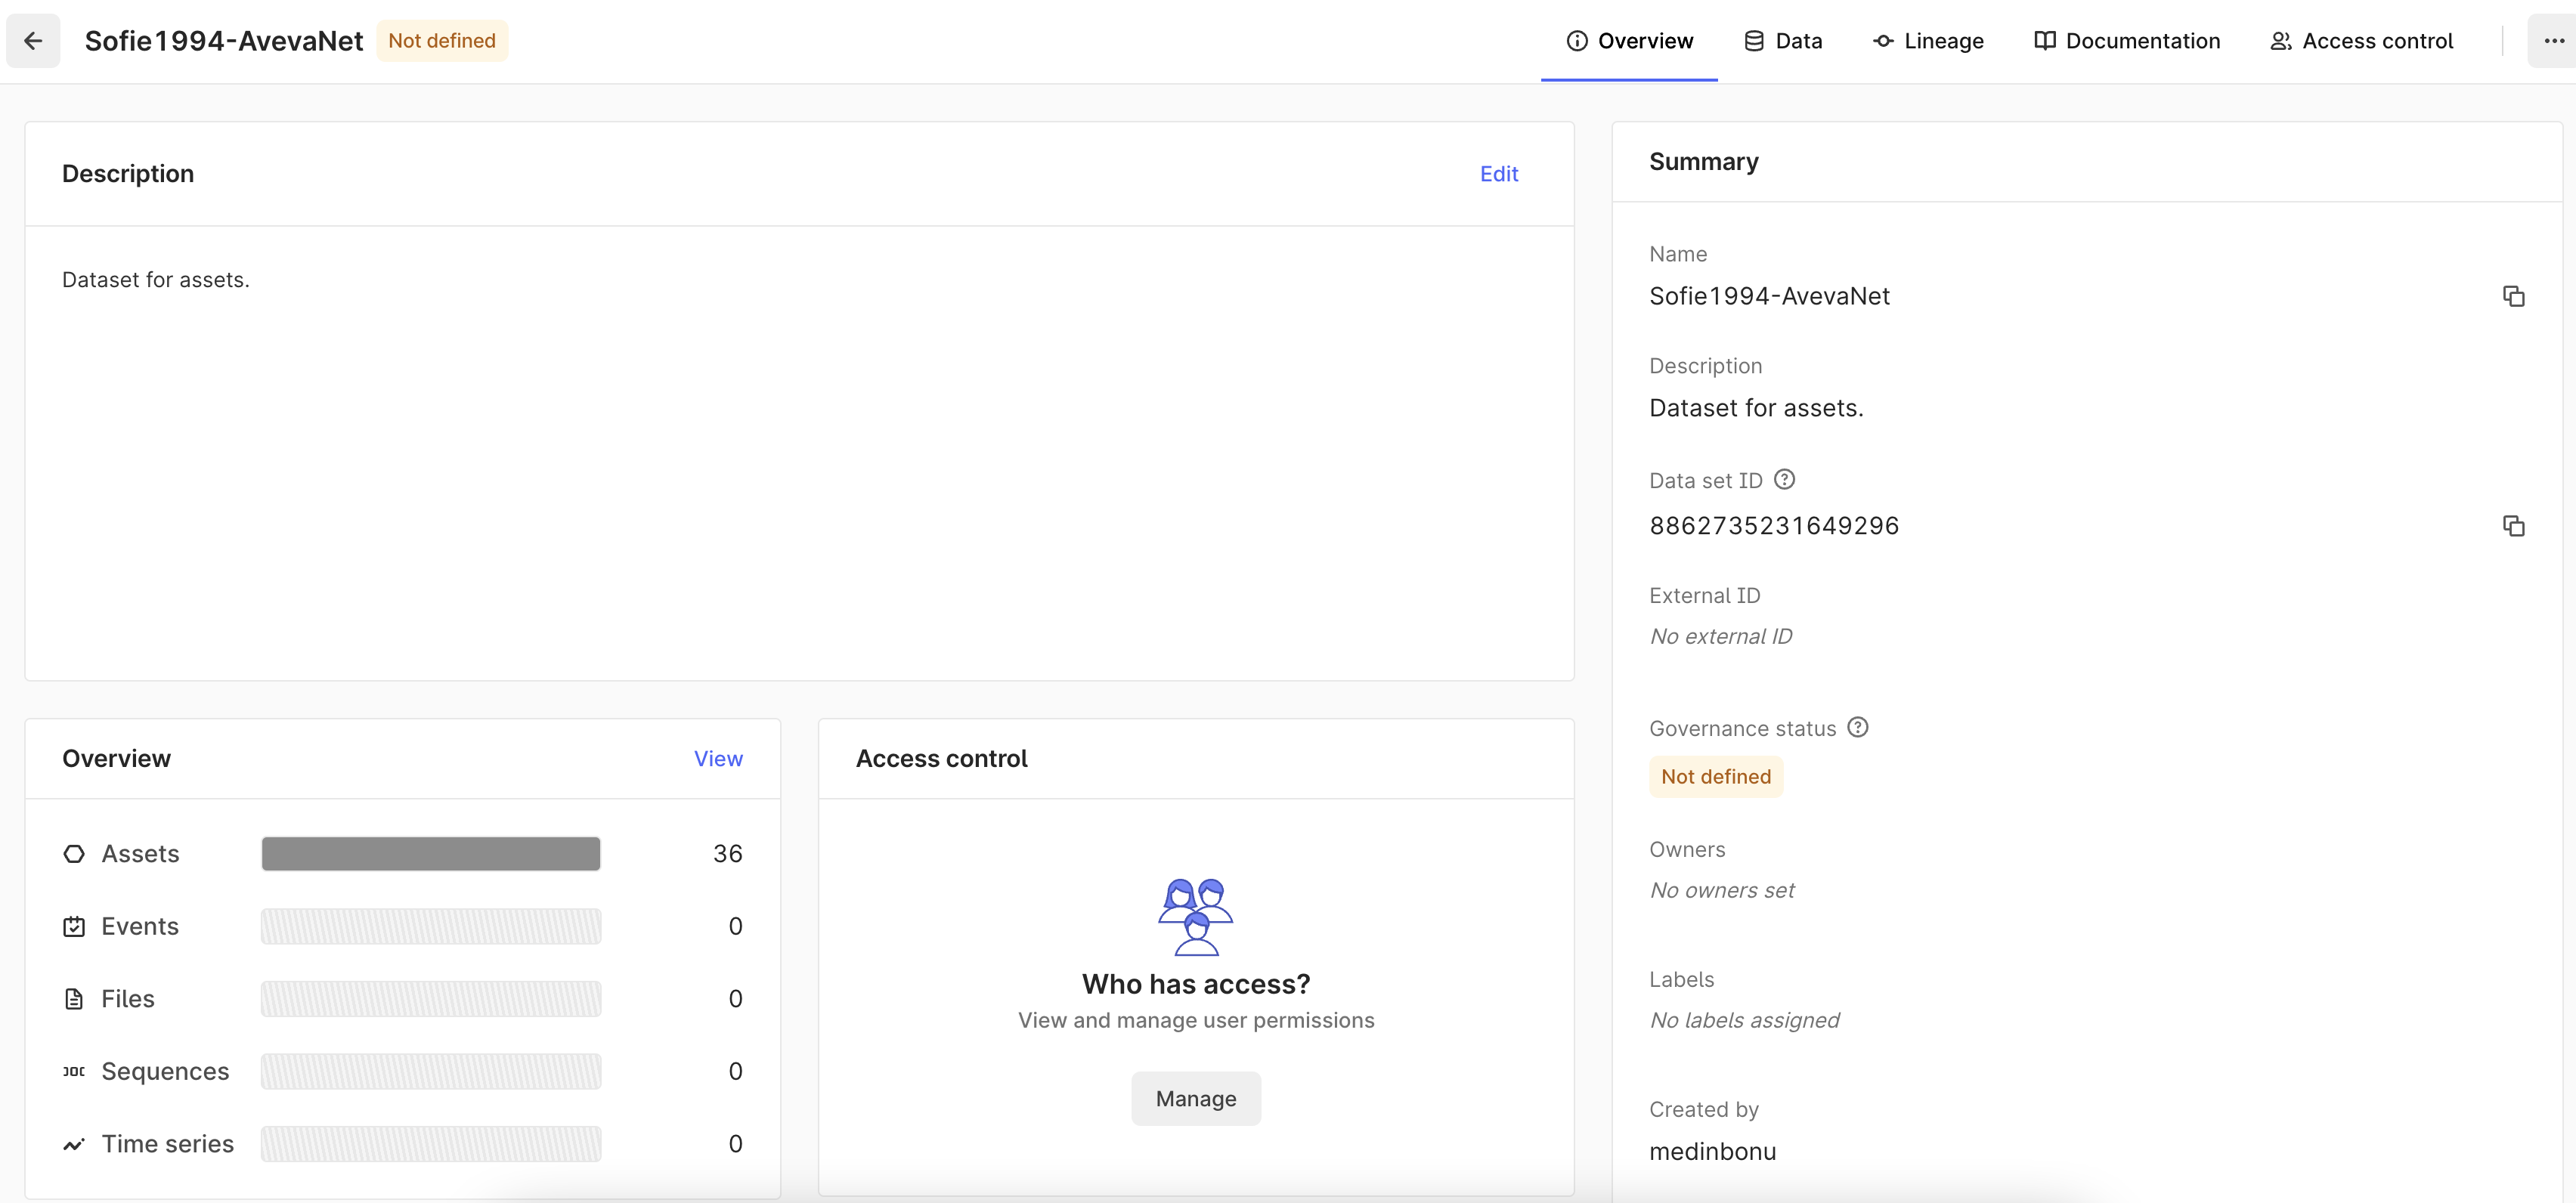 Sofie1994-AvevaNet Not defined
Overview Data Lineage Documentation Access control
Description Edit
Dataset for assets.
Overview View
Assets 36
Events 0
Files 0
Sequences 0
Time series 0
Access control
Who has access?
View and manage user permissions
Manage
Summary
Name
Sofie1994-AvevaNet
Description
Dataset for assets.
Data set ID
8862735231649296
External ID
No external ID
Governance status
Not defined
Owners
No owners set
Labels
No labels assigned
Created by
medinbonu